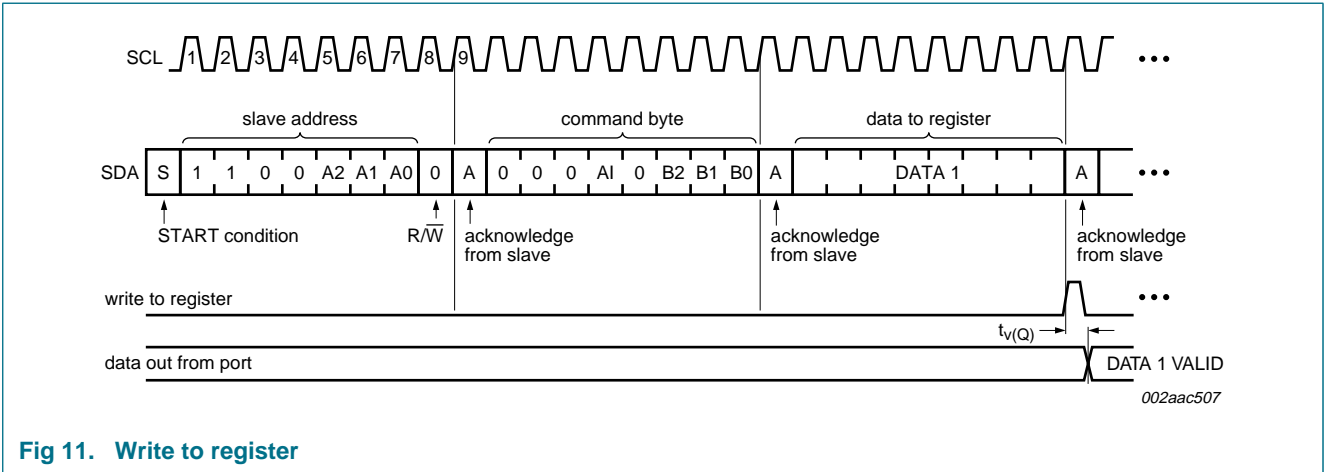 SCL 1 2 3 4 5 6 7 8 9 •••
slave address command byte data to register
SDA S 1 1 0 0 A2 A1 A0 0 A 0 0 0 AI 0 B2 B1 B0 A DATA 1 A •••
START condition R/W̅ acknowledge acknowledge acknowledge
from slave from slave from slave
write to register •••
tv(Q)
data out from port DATA 1 VALID
002aac507
Fig 11. Write to register